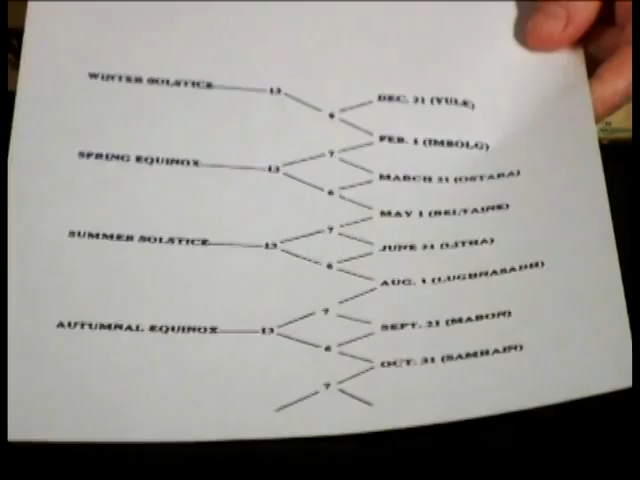 WINTER SOLSTICE 13
6 DEC. 21 (YULE)
FEB. 1 (IMBOLG)
SPRING EQUINOX 13 7
MARCH 21 (OSTARA)
6
MAY 1 (BELTAINE)
SUMMER SOLSTICE 13 7
JUNE 21 (LITHA)
6
AUG. 1 (LUGHNASADH)
AUTUMNAL EQUINOX 13 7
SEPT. 21 (MABON)
6
OCT. 31 (SAMHAIN)
7